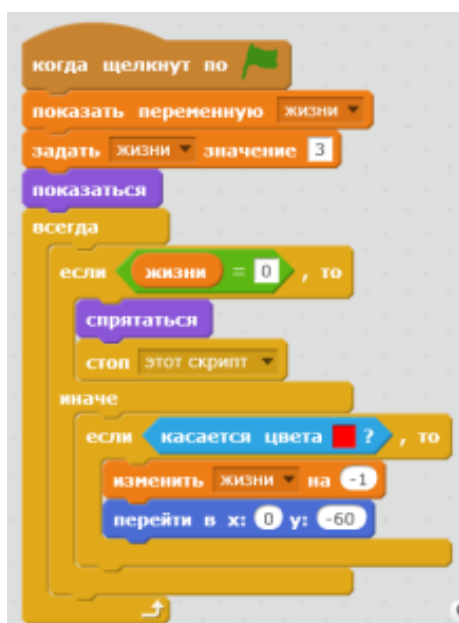 когда щелкнут по
показать переменную жизни
задать жизни значение 3
показаться
всегда
если жизни = 0 , то
спрятаться
стоп этот скрипт
иначе
если касается цвета ? , то
изменить жизни на -1
перейти в x: 0 y: -60